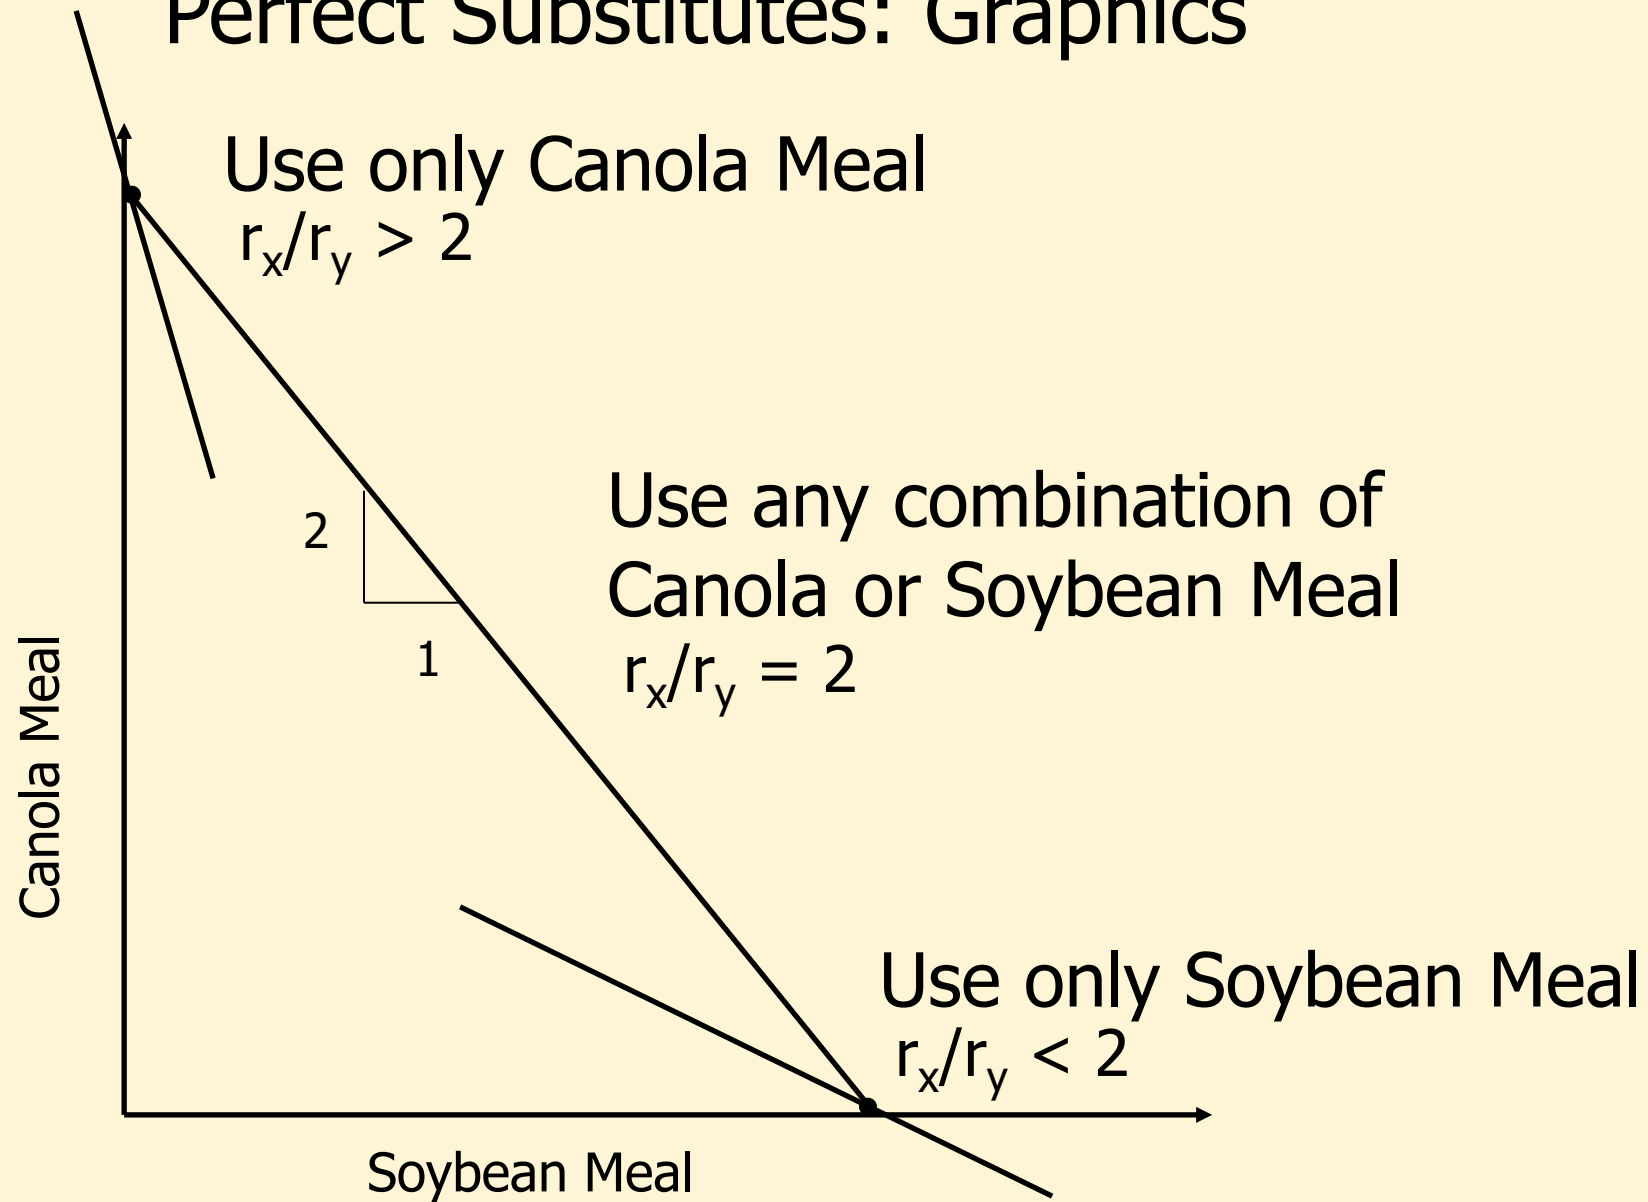 Perfect Substitutes: Graphics
Use only Canola Meal
rx/ry > 2
2
1
Use any combination of
Canola or Soybean Meal
rx/ry = 2
Canola Meal
Use only Soybean Meal
rx/ry < 2
Soybean Meal